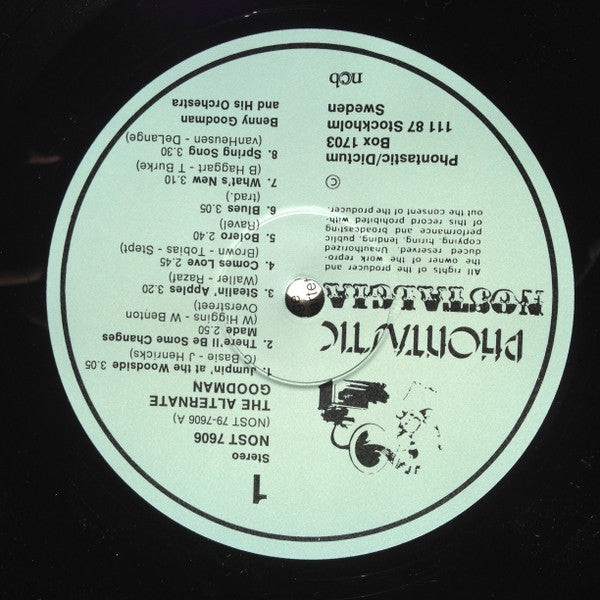 1
Stereo
NOST 7606
(NOST 79-7606 A)
THE ALTERNATE
GOODMAN
1. Jumpin' at the Woodside 3.05
(C Basie - J Henricks)
2. There'll Be Some Changes
Made 2.50
(W Higgins - W Benton
Overstreet)
3. Stealin' Apples 3.20
(Waller - Razaf)
4. Comes Love 2.45
(Brown - Tobias - Stept)
5. Bolero 2.40
(Ravel)
6. Blues 3.05
(trad.)
7. What's New 3.10
(B Haggart - T Burke)
8. Spring Song 3.30
(vanHeusen - DeLange)
Benny Goodman
and His Orchestra
PHONTASTIC
NOSTALGIA
All rights of the producer and
the owner of the work repro-
duced reserved. Unauthorized
copying, hiring, lending, public
performance and broadcasting
of this record prohibited with-
out the consent of the producer.
©
Phontastic/Dictum
Box 1703
111 87 Stockholm
Sweden
ncb